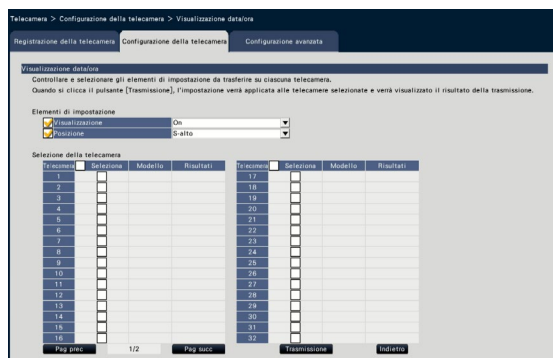 Telecamera > Configurazione della telecamera > Visualizzazione data/ora
Registrazione della telecamera Configurazione della telecamera Configurazione avanzata
Visualizzazione data/ora
Controllare e selezionare gli elementi di impostazione da trasferire su ciascuna telecamera.
Quando si clicca il pulsante [Trasmissione], l'impostazione verrà applicata alle telecamere selezionate e verrà visualizzato il risultato della trasmissione.
Elementi di impostazione
Visualizzazione On
Posizione S-alto
Selezione della telecamera
Telecamera Seleziona Modello Risultati Telecamera Seleziona Modello Risultati
1 17
2 18
3 19
4 20
5 21
6 22
7 23
8 24
9 25
10 26
11 27
12 28
13 29
14 30
15 31
16 32
Pag prec 1/2 Pag succ Trasmissione Indietro